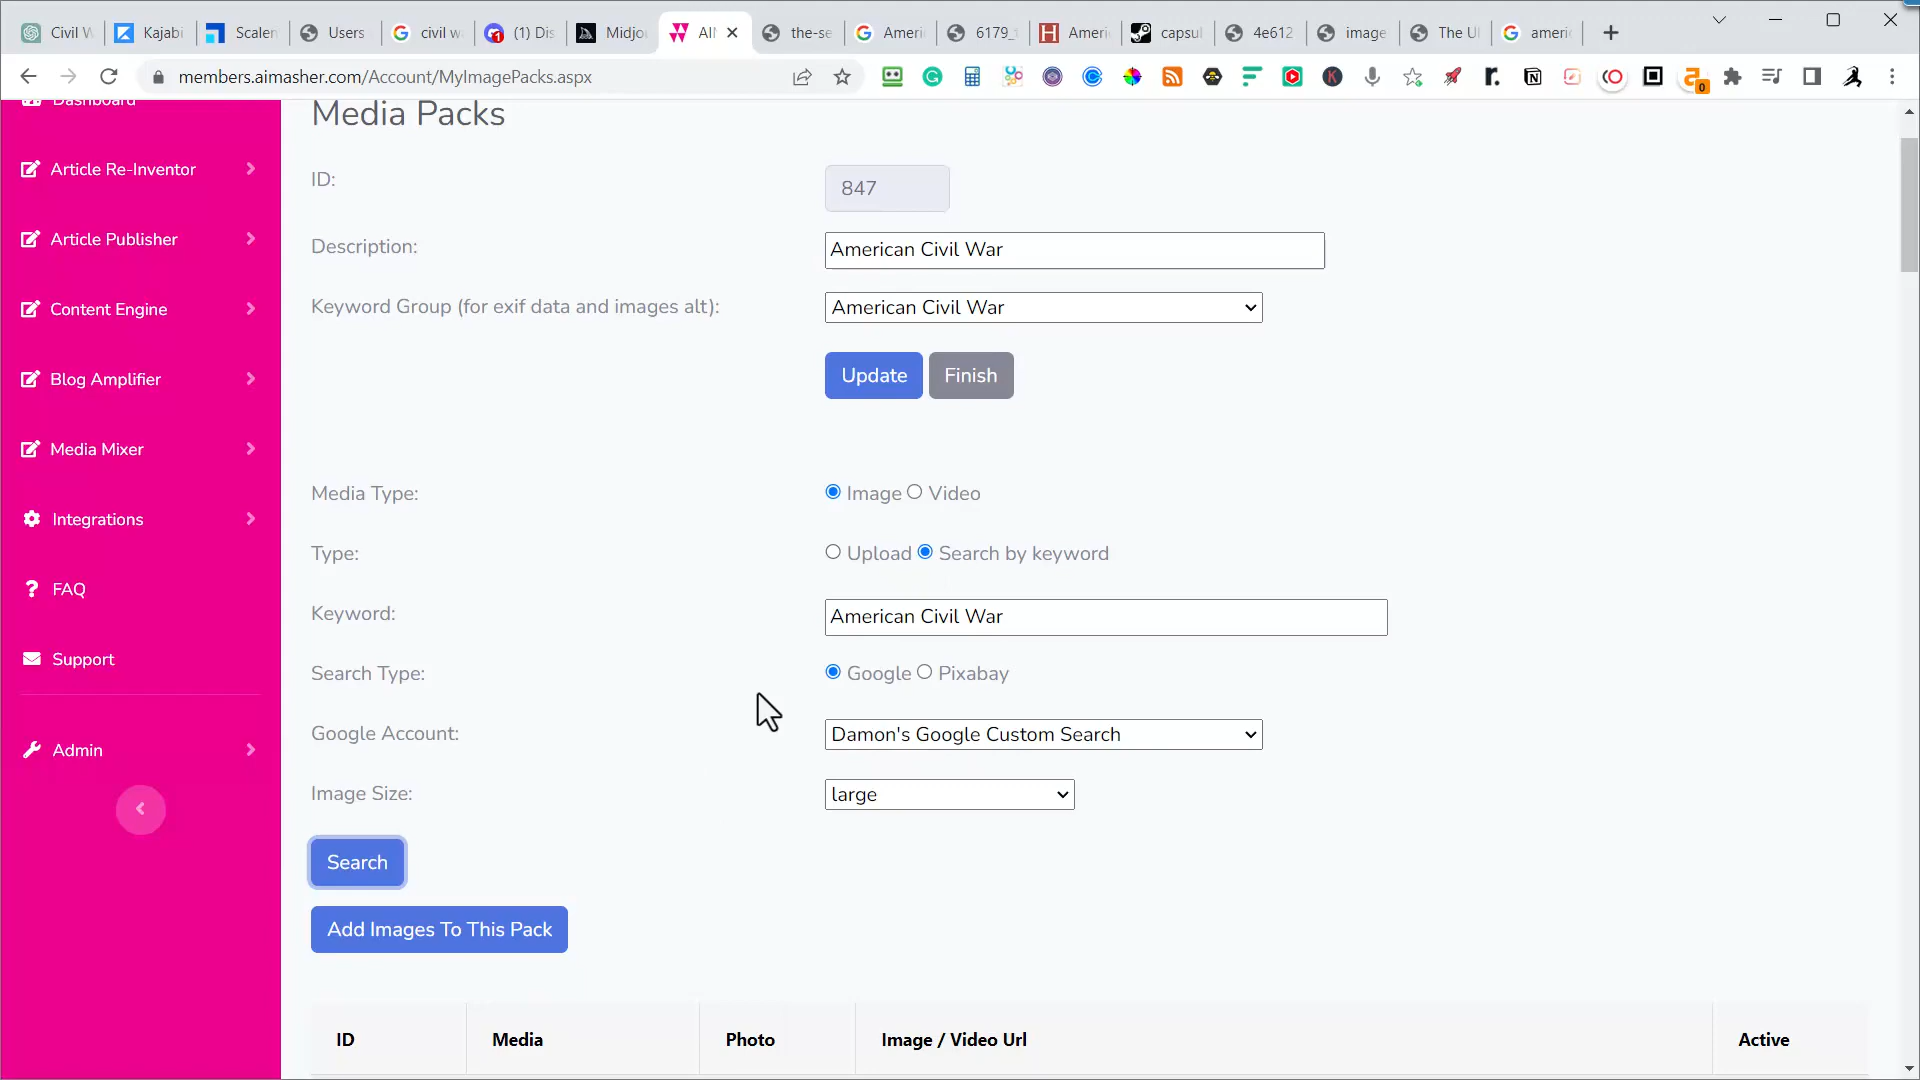 Civil W
Kajabi
Scalen
Users
civil wa
(1) Dis
Midjou
AIM
the-se
Ameri
6179_
Ameri
capsul
4e612
image
The Ul
americ
members.aimasher.com/Account/MyImagePacks.aspx
Dashboard
Media Packs
Article Re-Inventor
ID:
847
Article Publisher
Description:
American Civil War
Content Engine
Keyword Group (for exif data and images alt):
American Civil War
Blog Amplifier
Update
Finish
Media Mixer
Media Type:
Image
Video
Integrations
Type:
Upload
Search by keyword
FAQ
Keyword:
American Civil War
Support
Search Type:
Google
Pixabay
Admin
Google Account:
Damon's Google Custom Search
Image Size:
large
Search
Add Images To This Pack
ID
Media
Photo
Image / Video Url
Active